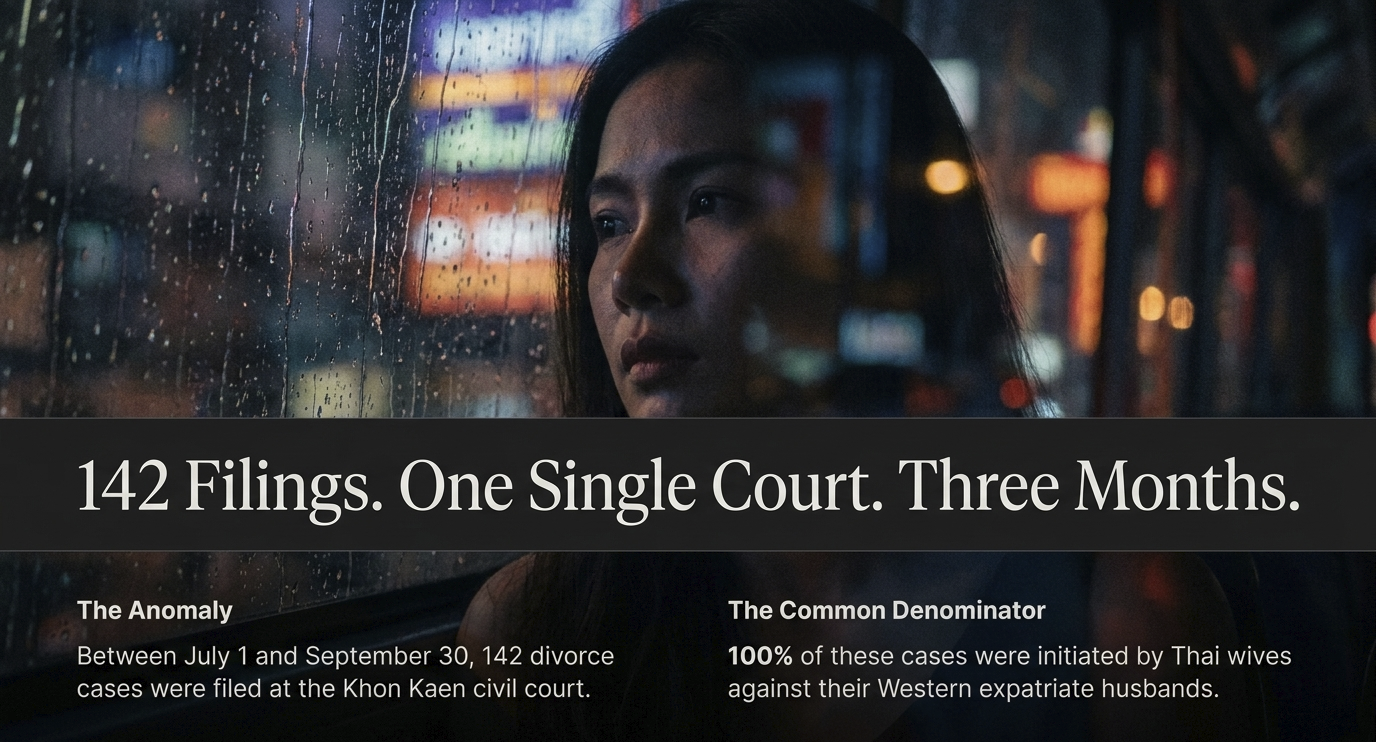 142 Filings. One Single Court. Three Months.
The Anomaly
Between July 1 and September 30, 142 divorce
cases were filed at the Khon Kaen civil court.
The Common Denominator
100% of these cases were initiated by Thai wives
against their Western expatriate husbands.